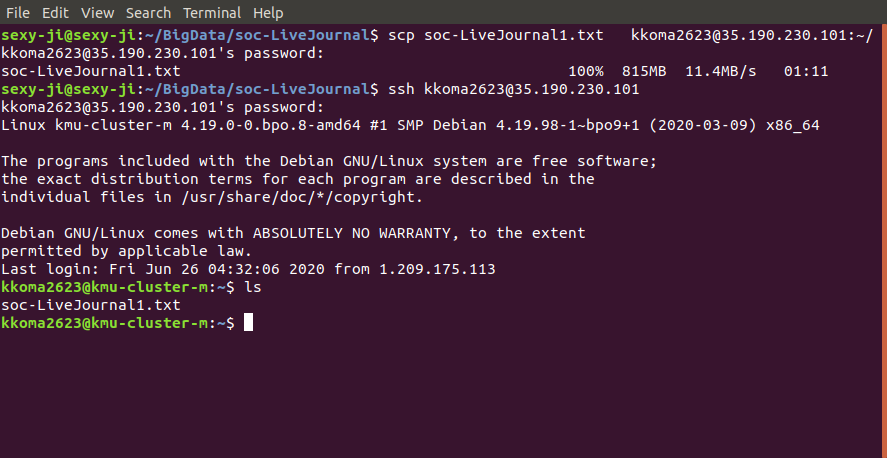 File Edit View Search Terminal Help
sexy-ji@sexy-ji:~/BigData/soc-LiveJournal$ scp soc-LiveJournal1.txt   kkoma2623@35.190.230.101:~/
kkoma2623@35.190.230.101's password:
soc-LiveJournal1.txt                                           100%  815MB  11.4MB/s   01:11
sexy-ji@sexy-ji:~/BigData/soc-LiveJournal$ ssh kkoma2623@35.190.230.101
kkoma2623@35.190.230.101's password:
Linux kmu-cluster-m 4.19.0-0.bpo.8-amd64 #1 SMP Debian 4.19.98-1~bpo9+1 (2020-03-09) x86_64
The programs included with the Debian GNU/Linux system are free software;
the exact distribution terms for each program are described in the
individual files in /usr/share/doc/*/copyright.
Debian GNU/Linux comes with ABSOLUTELY NO WARRANTY, to the extent
permitted by applicable law.
Last login: Fri Jun 26 04:32:06 2020 from 1.209.175.113
kkoma2623@kmu-cluster-m:~$ ls
soc-LiveJournal1.txt
kkoma2623@kmu-cluster-m:~$